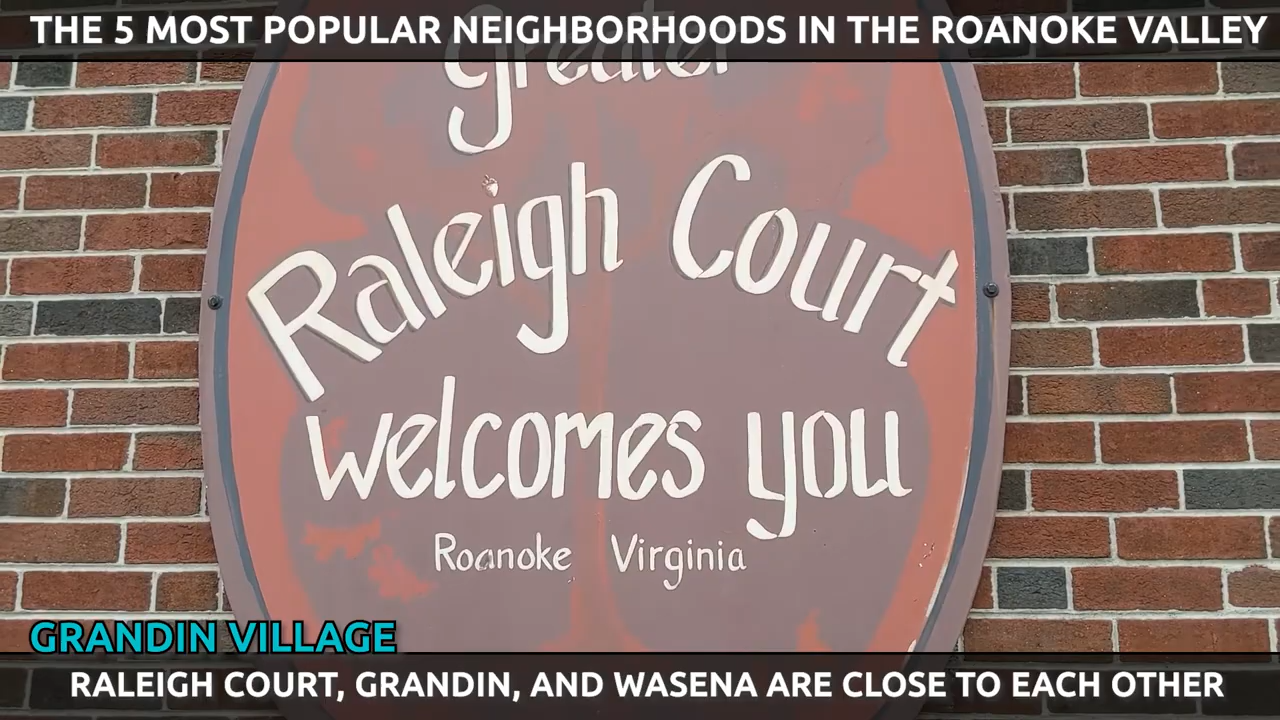 THE 5 MOST POPULAR NEIGHBORHOODS IN THE ROANOKE VALLEY
Greater
Raleigh Court
welcomes you
Roanoke Virginia
GRANDIN VILLAGE
RALEIGH COURT, GRANDIN, AND WASENA ARE CLOSE TO EACH OTHER